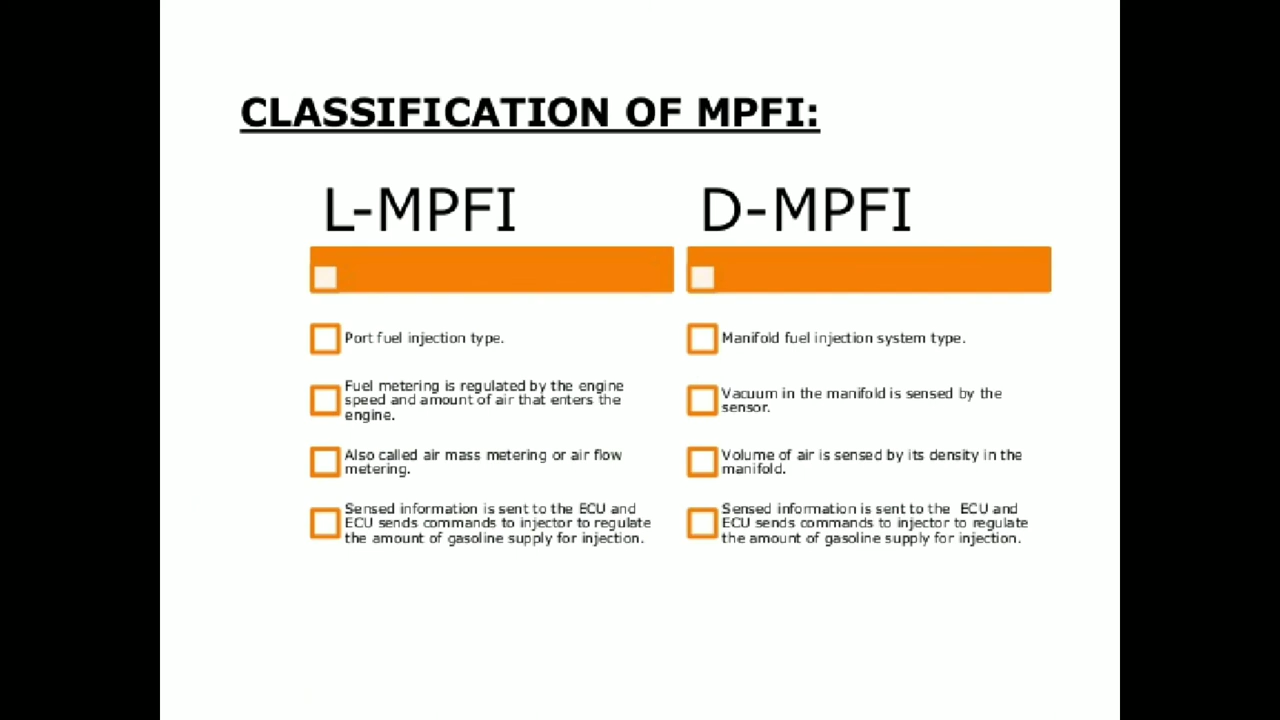 CLASSIFICATION OF MPFI:
L-MPFI
Port fuel injection type.
Fuel metering is regulated by the engine
speed and amount of air that enters the
engine.
Also called air mass metering or air flow
metering.
Sensed information is sent to the ECU and
ECU sends commands to injector to regulate
the amount of gasoline supply for injection.
D-MPFI
Manifold fuel injection system type.
Vacuum in the manifold is sensed by the
sensor.
Volume of air is sensed by its density in the
manifold.
Sensed information is sent to the ECU and
ECU sends commands to injector to regulate
the amount of gasoline supply for injection.